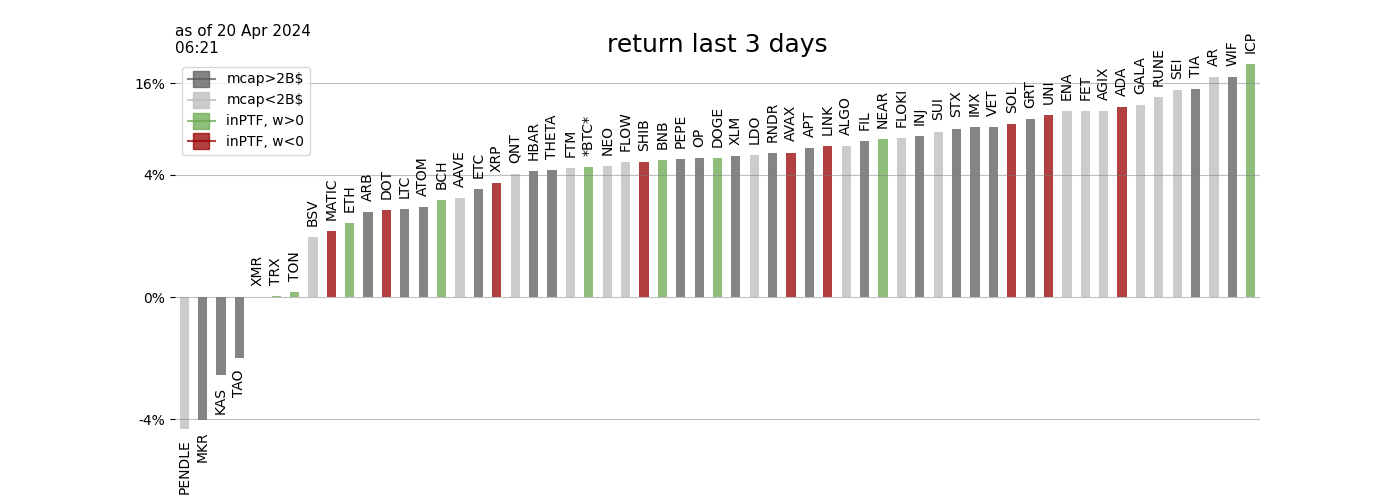 as of 20 Apr 2024
06:21
return last 3 days
mcap>2B$
mcap<2B$
inPTF, w>0
inPTF, w<0
16%
4%
0%
-4%
PENDLE
MKR
KAS
TAO
XMR
TRX
TON
BSV
MATIC
ETH
ARB
DOT
LTC
ATOM
BCH
AAVE
ETC
XRP
QNT
HBAR
THETA
FTM
*BTC*
NEO
FLOW
SHIB
BNB
PEPE
OP
DOGE
XLM
LDO
RNDR
AVAX
APT
LINK
ALGO
FIL
NEAR
FLOKI
INJ
SUI
STX
IMX
VET
SOL
GRT
UNI
ENA
FET
AGIX
ADA
GALA
RUNE
SEI
TIA
AR
WIF
ICP